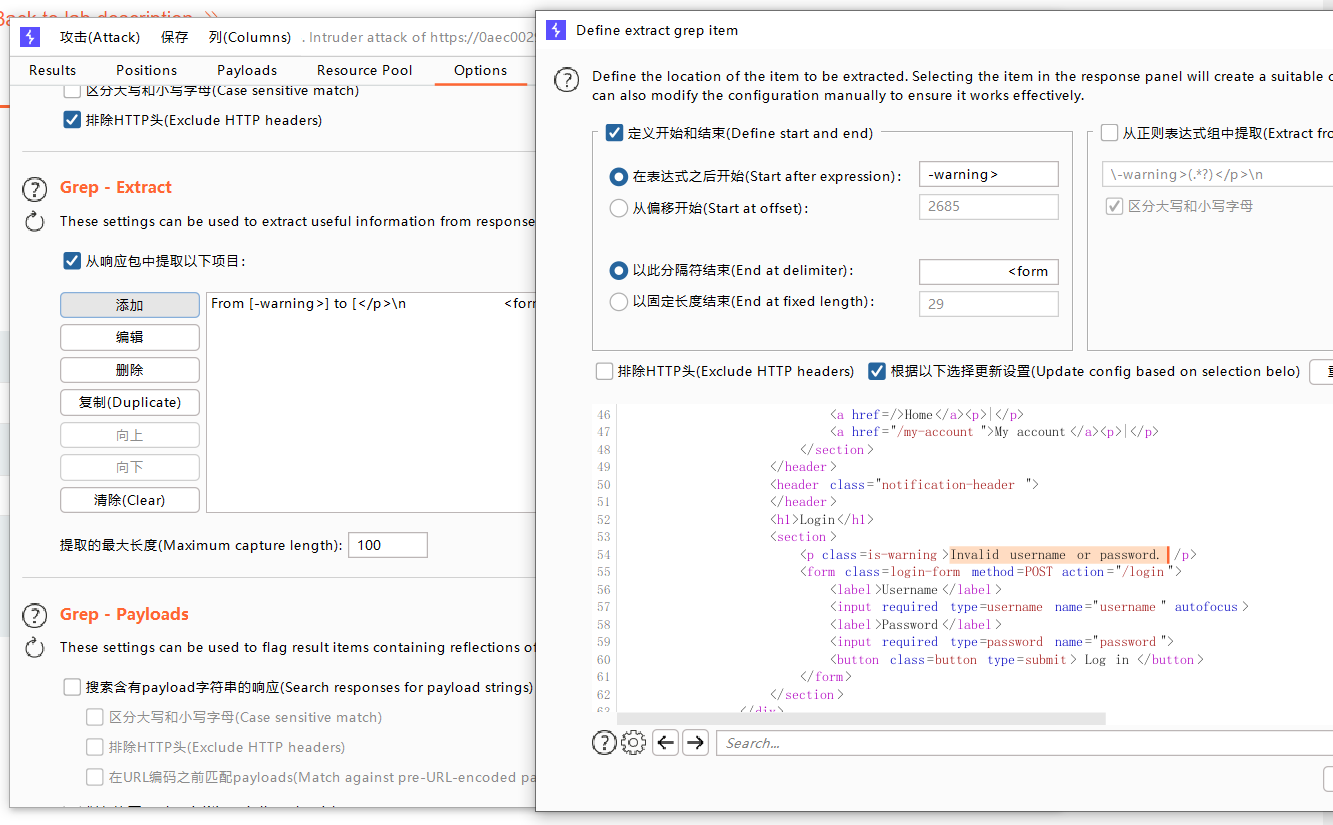 Back to lab description
攻击(Attack) 保存 列(Columns) . Intruder attack of https://0aec002
Results Positions Payloads Resource Pool Options
区分大写和小写字母(Case sensitive match)
排除HTTP头(Exclude HTTP headers)
Grep - Extract
These settings can be used to extract useful information from response
从响应包中提取以下项目:
添加
编辑
删除
复制(Duplicate)
向上
向下
清除(Clear)
From [-warning>] to [</p>\n <for
提取的最大长度(Maximum capture length): 100
Grep - Payloads
These settings can be used to flag result items containing reflections of
搜索含有payload字符串的响应(Search responses for payload strings)
区分大写和小写字母(Case sensitive match)
排除HTTP头(Exclude HTTP headers)
在URL编码之前匹配payloads(Match against pre-URL-encoded pa
Define extract grep item
Define the location of the item to be extracted. Selecting the item in the response panel will create a suitable
can also modify the configuration manually to ensure it works effectively.
定义开始和结束(Define start and end)
在表达式之后开始(Start after expression): -warning>
从偏移开始(Start at offset): 2685
以此分隔符结束(End at delimiter): <form
以固定长度结束(End at fixed length): 29
从正则表达式组中提取(Extract fro
\-warning>(.*?)</p>\n
区分大写和小写字母
排除HTTP头(Exclude HTTP headers) 根据以下选择更新设置(Update config based on selection belo)
46 <a href=/>Home</a><p>|</p>
47 <a href="/my-account">My account</a><p>|</p>
48 </section>
49 </header>
50 <header class="notification-header">
51 </header>
52 <h1>Login</h1>
53 <section>
54 <p class=is-warning>Invalid username or password. /p>
55 <form class=login-form method=POST action="/login">
56 <label>Username</label>
57 <input required type=username name="username" autofocus>
58 <label>Password</label>
59 <input required type=password name="password">
60 <button class=button type=submit> Log in </button>
61 </form>
62 </section>
63 </div>
Search...